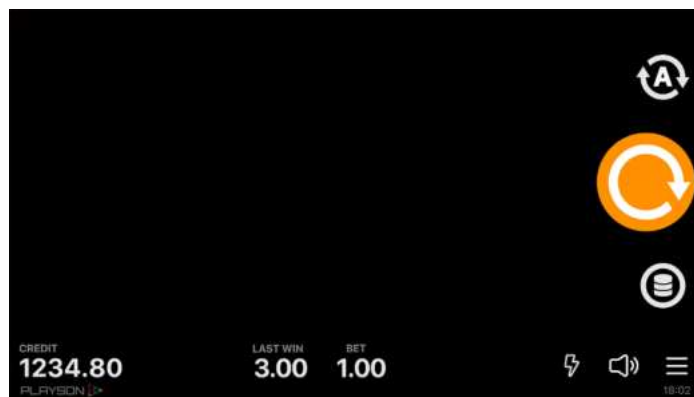 A
CREDIT LAST WIN BET
1234.80 3.00 1.00
PLAYSON
18:02